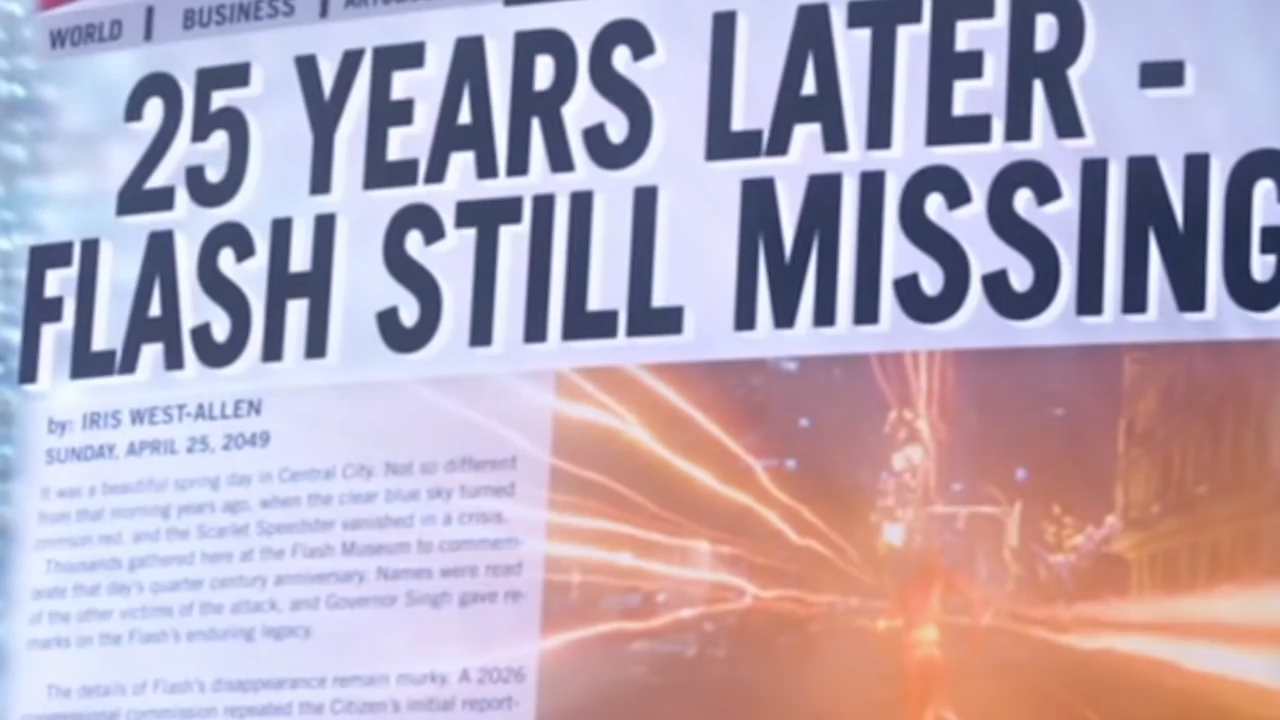 WORLD | BUSINESS |
25 YEARS LATER -
FLASH STILL MISSING
by: IRIS WEST-ALLEN
SUNDAY, APRIL 25, 2049
It was a beautiful spring day in Central City. Not so different
from that morning years ago, when the clear blue sky turned
crimson red, and the Scarlet Speedster vanished in a crisis.
Thousands gathered here at the Flash Museum to commem-
orate that day's quarter century anniversary. Names were read
of the other victims of the attack, and Governor Singh gave re-
marks on the Flash's enduring legacy.
The details of Flash's disappearance remain murky. A 2026
commission repeated the Citizen's initial report-